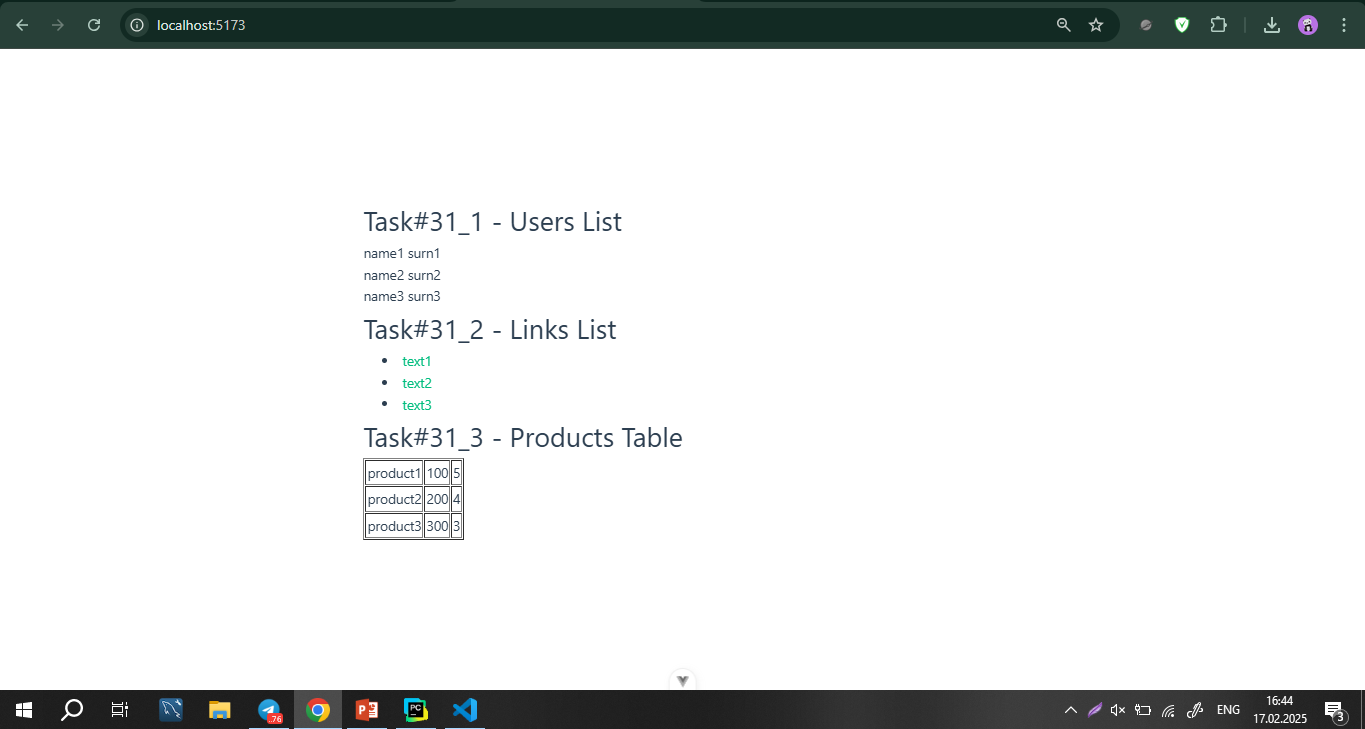 localhost:5173
Task#31_1 - Users List
name1 surn1
name2 surn2
name3 surn3
Task#31_2 - Links List
text1
text2
text3
Task#31_3 - Products Table
product1 100 5
product2 200 4
product3 300 3
..76
PC
ENG
16:44
17.02.2025
3